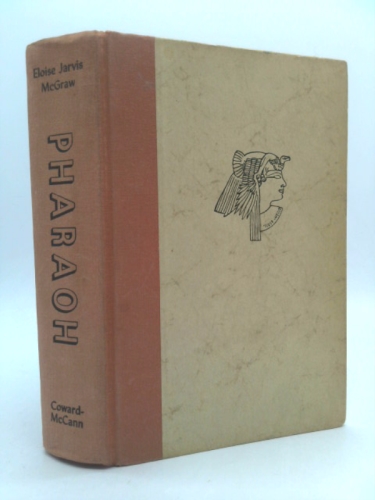 Eloise Jarvis
McGraw
PHARAOH
Coward-
McCann